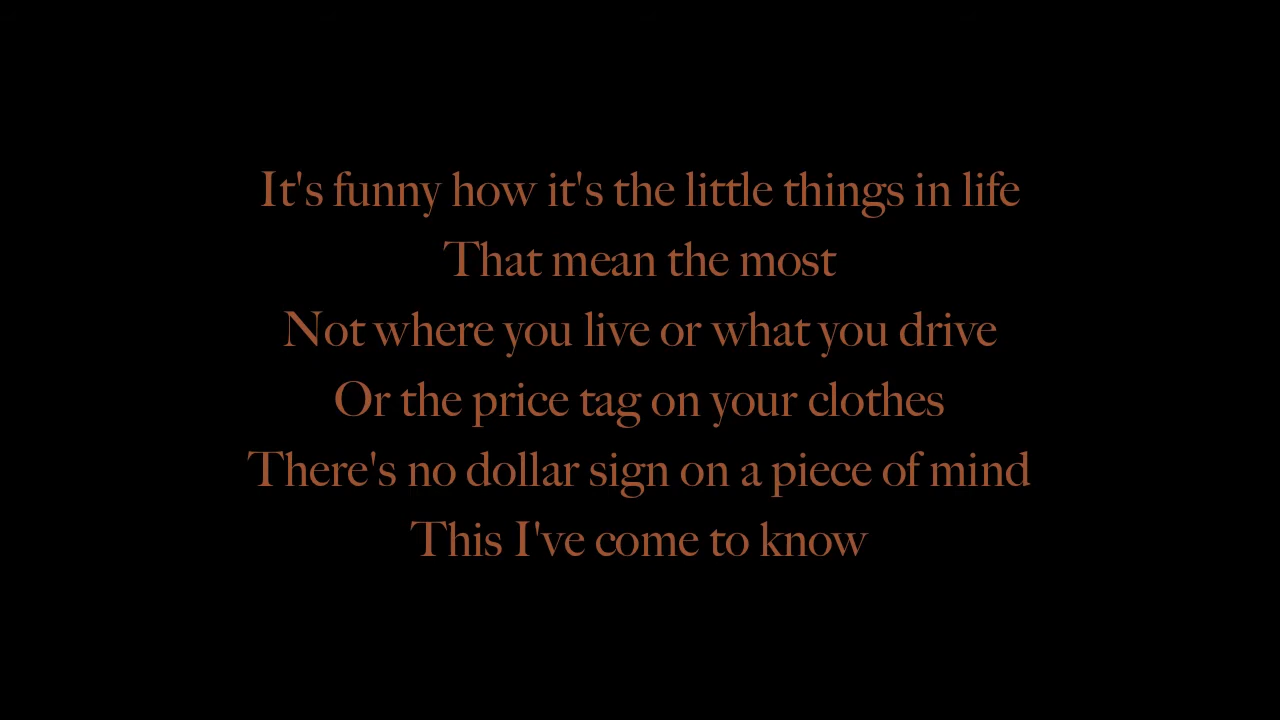 It's funny how it's the little things in life
That mean the most
Not where you live or what you drive
Or the price tag on your clothes
There's no dollar sign on a piece of mind
This I've come to know